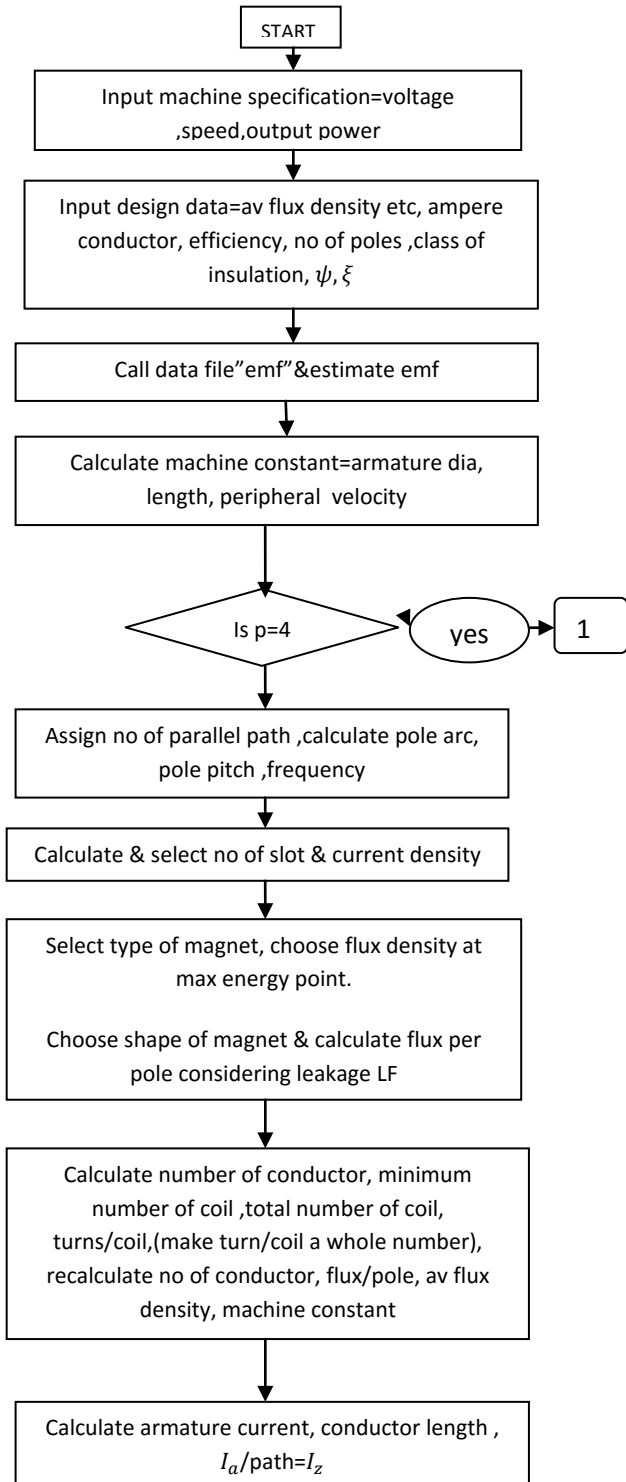 START
Input machine specification=voltage
,speed,output power
Input design data=av flux density etc, ampere
conductor, efficiency, no of poles ,class of
insulation, 𝜓, 𝜉
Call data file”emf”&estimate emf
Calculate machine constant=armature dia,
length, peripheral velocity
Is p=4
yes
1
Assign no of parallel path ,calculate pole arc,
pole pitch ,frequency
Calculate & select no of slot & current density
Select type of magnet, choose flux density at
max energy point.
Choose shape of magnet & calculate flux per
pole considering leakage LF
Calculate number of conductor, minimum
number of coil ,total number of coil,
turns/coil,(make turn/coil a whole number),
recalculate no of conductor, flux/pole, av flux
density, machine constant
Calculate armature current, conductor length ,
𝐼𝑎/path=𝐼𝑧